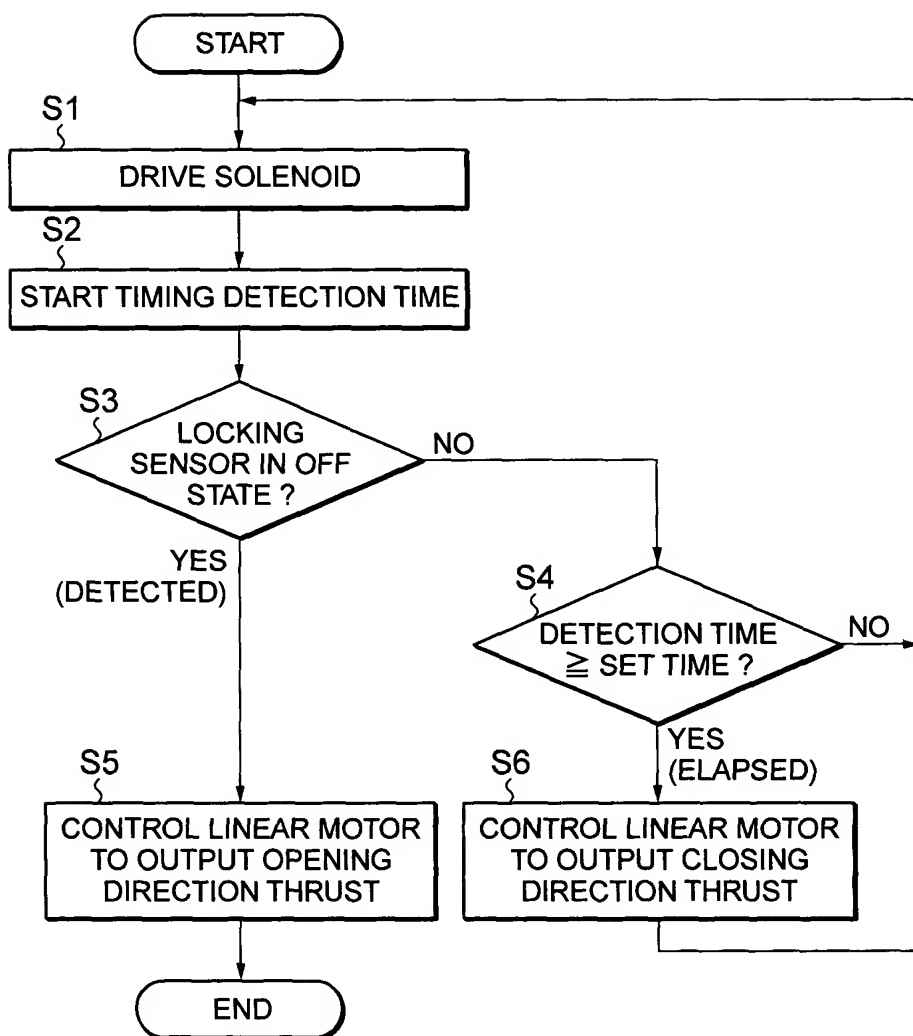 START
S1
DRIVE SOLENOID
S2
START TIMING DETECTION TIME
S3
LOCKING
SENSOR IN OFF
STATE ?
NO
YES
(DETECTED)
S4
DETECTION TIME
≧ SET TIME ?
NO
YES
(ELAPSED)
S5
CONTROL LINEAR MOTOR
TO OUTPUT OPENING
DIRECTION THRUST
S6
CONTROL LINEAR MOTOR
TO OUTPUT CLOSING
DIRECTION THRUST
END